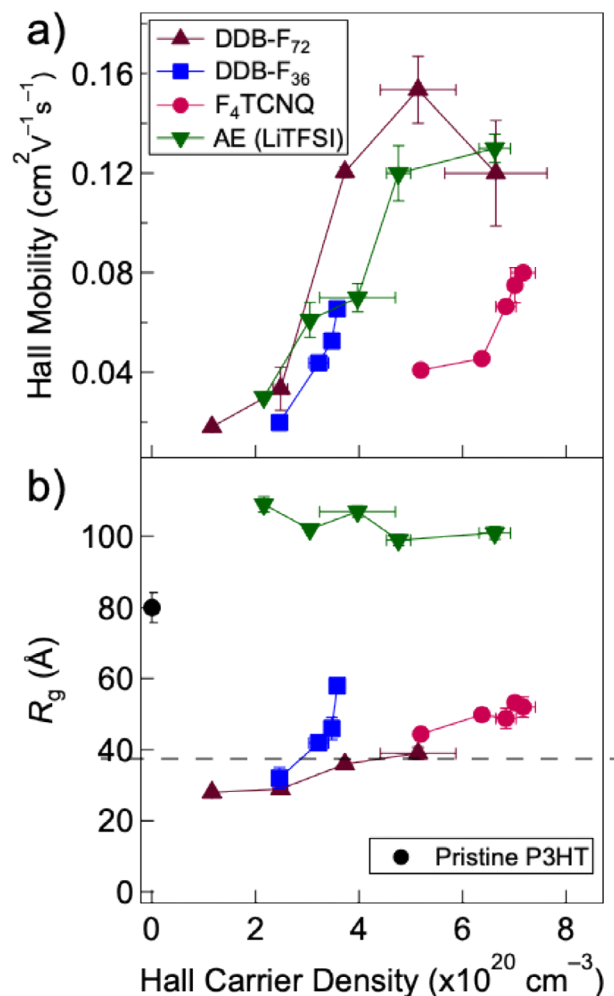 a)
DDB-F₇₂
DDB-F₃₆
F₄TCNQ
AE (LiTFSI)
Hall Mobility (cm²V⁻¹s⁻¹)
0.16
0.12
0.08
0.04
b)
R_g (Å)
100
80
60
40
20
0
Pristine P3HT
0 2 4 6 8
Hall Carrier Density (x10²⁰ cm⁻³)